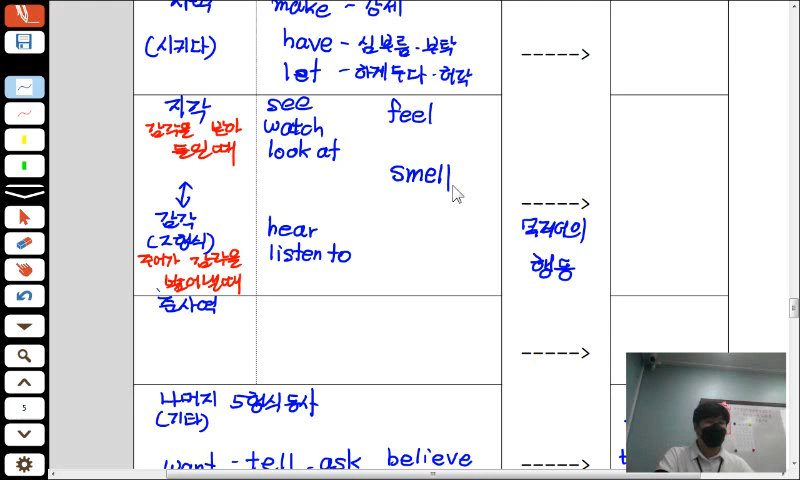 make - 강제
(시키다)
have - 심부름·부탁
let - 하게 두다·허락
지각
감각을 받아
들일 때
see
watch
look at
feel
smell
감각
(2형식)
주어가 감각을
뿜어낼 때
hear
listen to
목적어의
행동
준사역
나머지 5형식 동사
(기타)
want - tell - ask believe
5